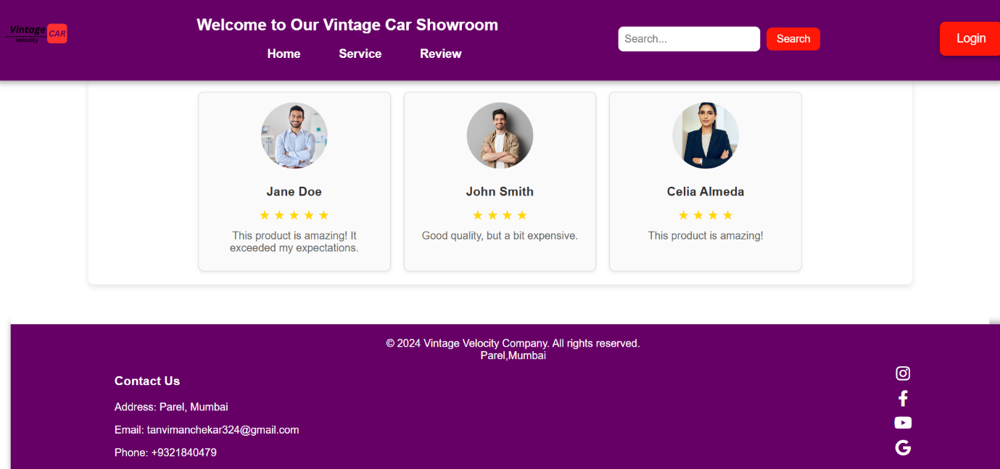 Vintage CAR
velocity
Welcome to Our Vintage Car Showroom
Home Service Review
Search... Search
Login
Jane Doe
★ ★ ★ ★ ★
This product is amazing! It
exceeded my expectations.
John Smith
★ ★ ★ ★
Good quality, but a bit expensive.
Celia Almeda
★ ★ ★ ★
This product is amazing!
© 2024 Vintage Velocity Company. All rights reserved.
Parel,Mumbai
Contact Us
Address: Parel, Mumbai
Email: tanvimanchekar324@gmail.com
Phone: +9321840479